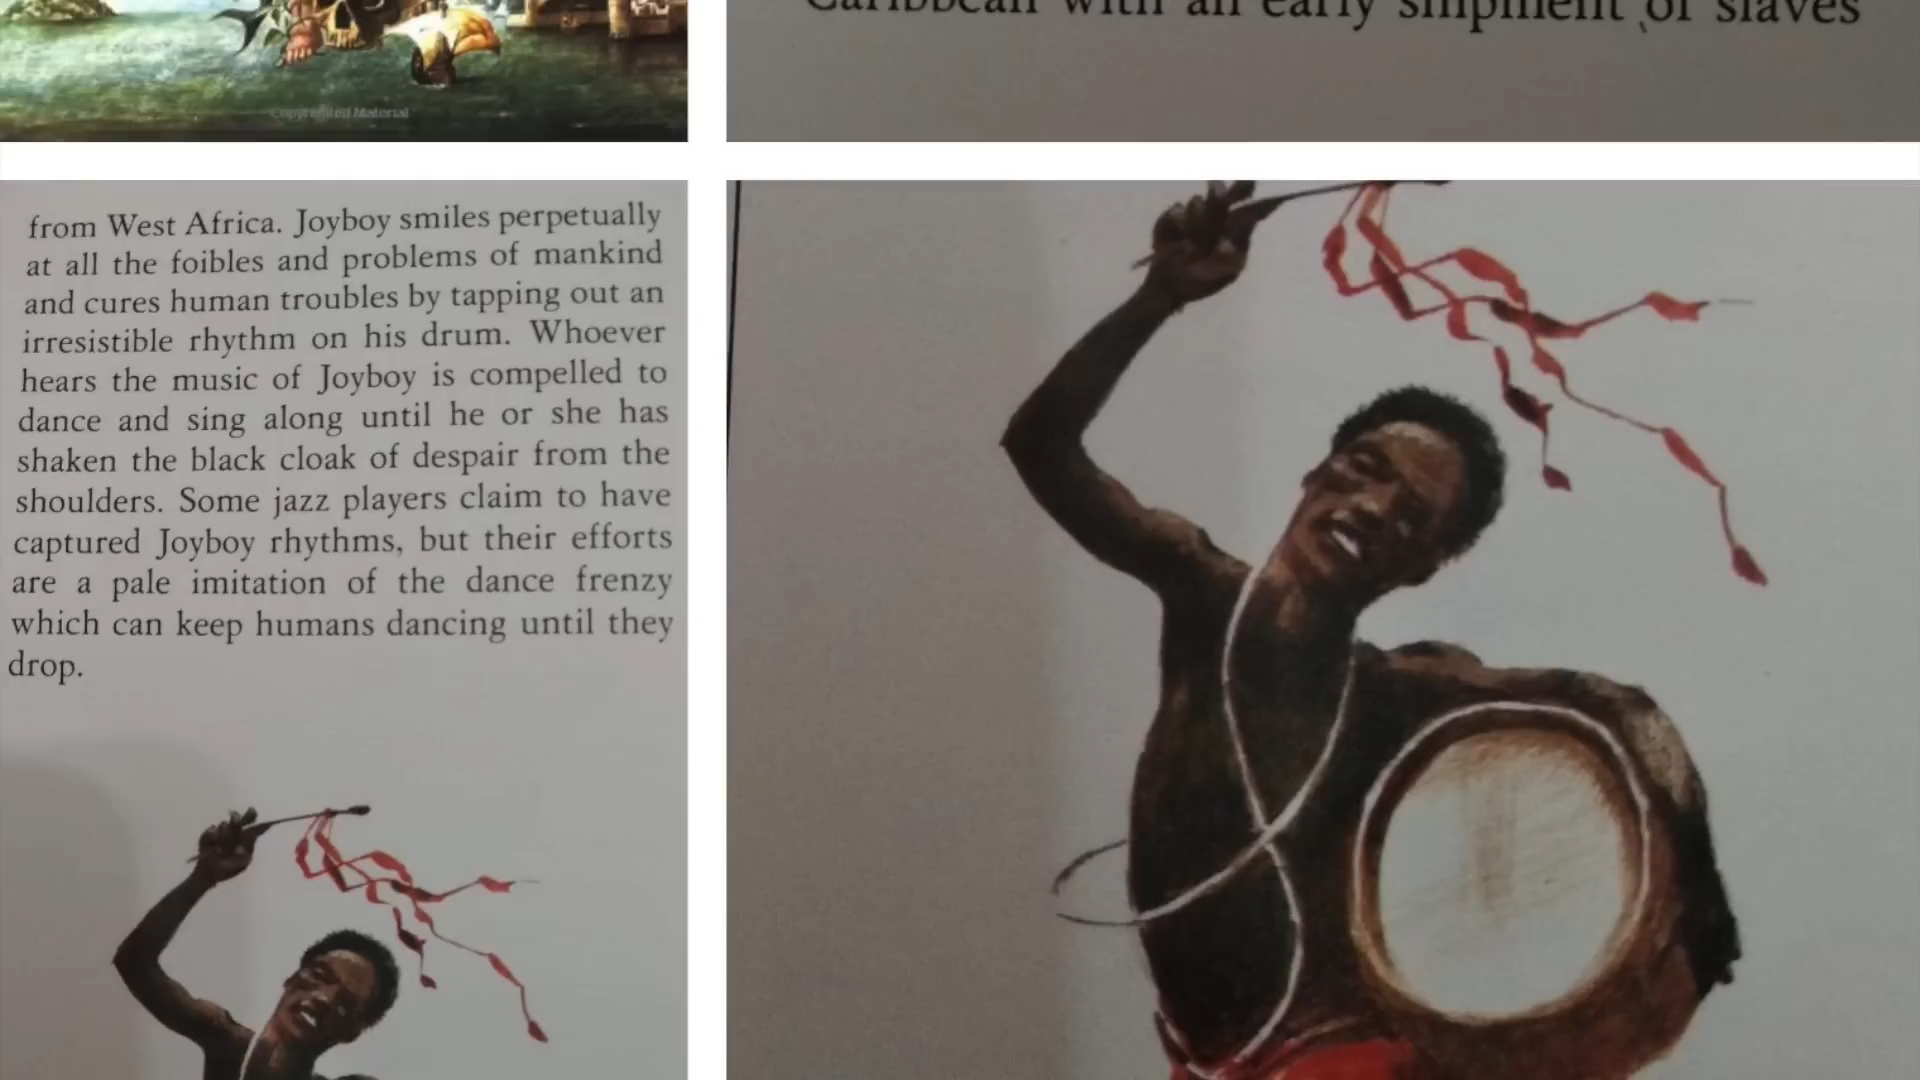 Copyrighted Material
Caribbean with an early shipment of slaves
from West Africa. Joyboy smiles perpetually
at all the foibles and problems of mankind
and cures human troubles by tapping out an
irresistible rhythm on his drum. Whoever
hears the music of Joyboy is compelled to
dance and sing along until he or she has
shaken the black cloak of despair from the
shoulders. Some jazz players claim to have
captured Joyboy rhythms, but their efforts
are a pale imitation of the dance frenzy
which can keep humans dancing until they
drop.